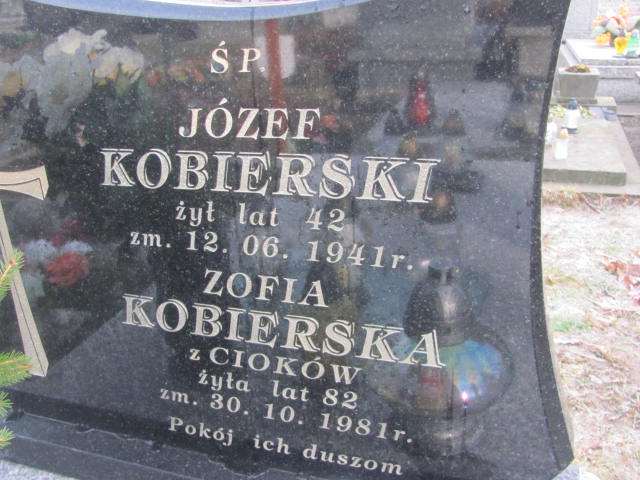 ŚP.
JÓZEF
KOBIERSKI
żył lat 42
zm. 12. 06. 1941r.
ZOFIA
KOBIERSKA
z CIOKÓW
żyła lat 82
zm. 30. 10. 1981r.
Pokój ich duszom